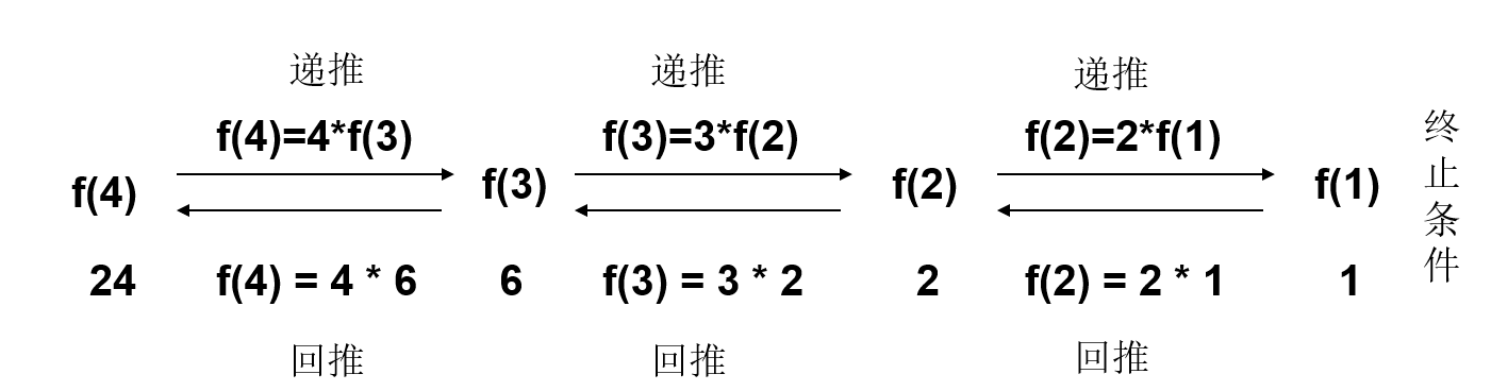 递推 递推 递推
f(4)=4*f(3) f(3)=3*f(2) f(2)=2*f(1)
f(4) f(3) f(2) f(1)
24 f(4) = 4 * 6 6 f(3) = 3 * 2 2 f(2) = 2 * 1 1
回推 回推 回推
终止条件